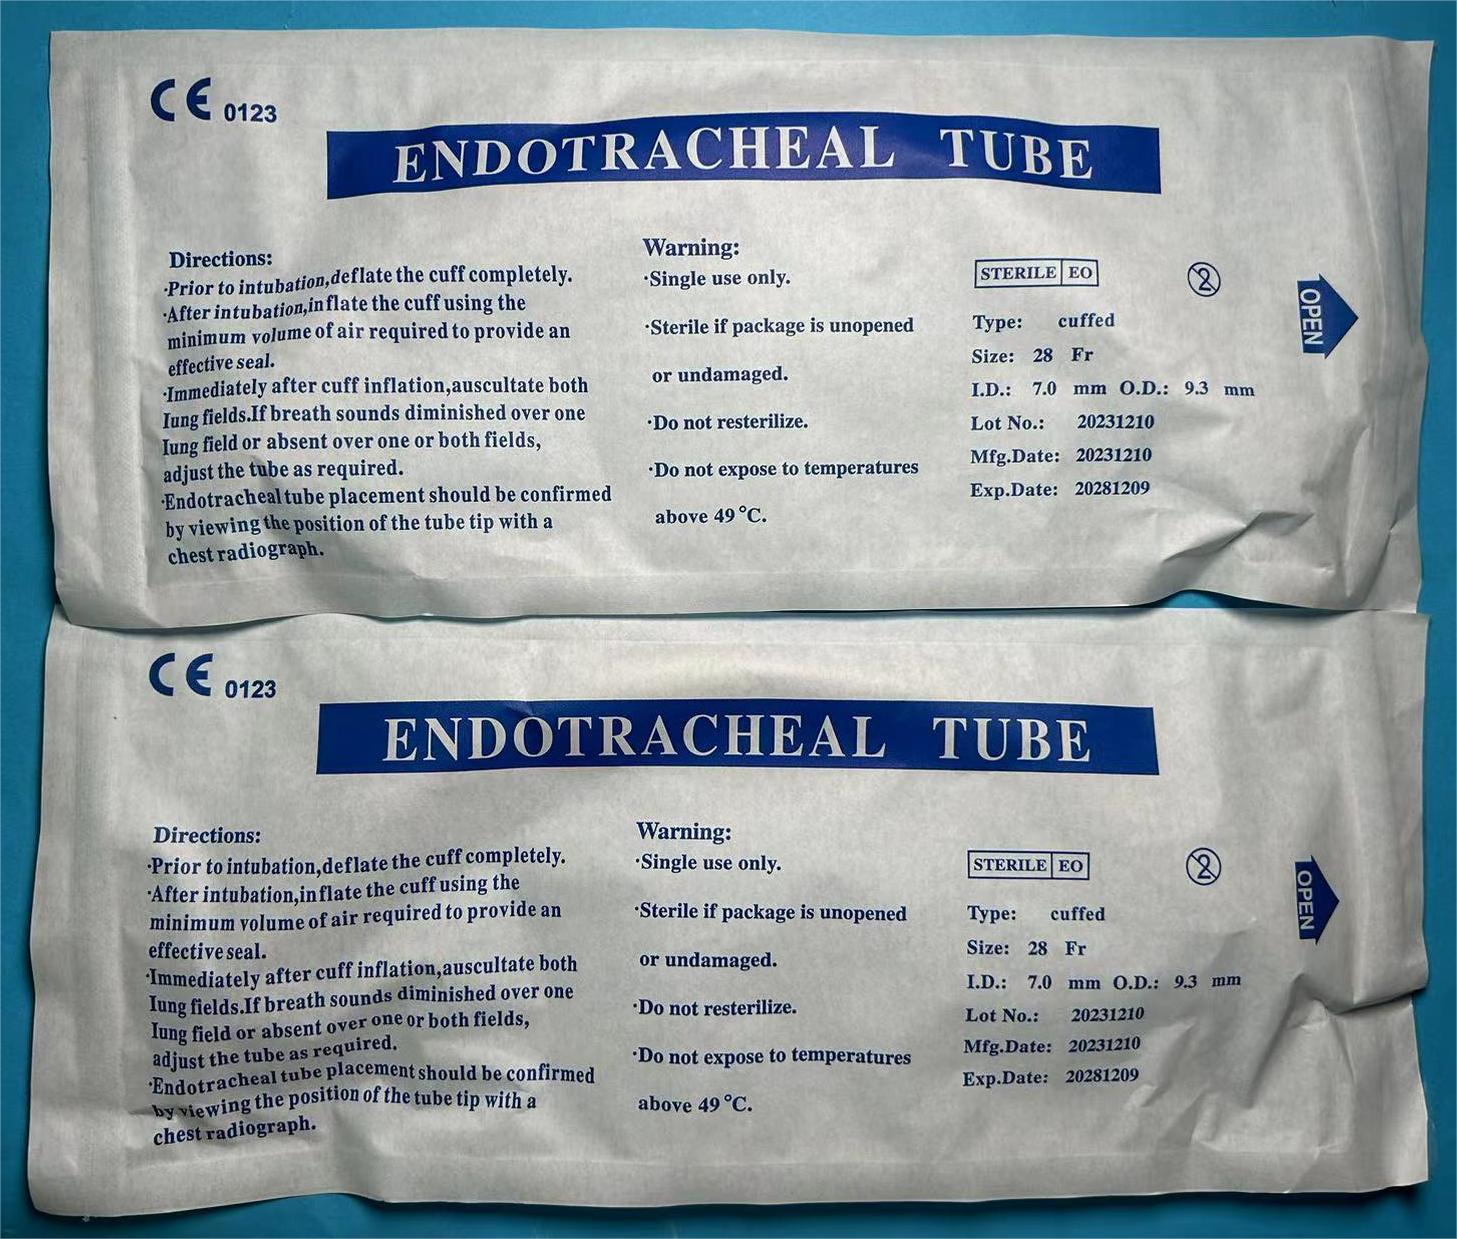 CE 0123
ENDOTRACHEAL TUBE
Directions:
·Prior to intubation,deflate the cuff completely.
·After intubation,inflate the cuff using the
minimum volume of air required to provide an
effective seal.
·Immediately after cuff inflation,auscultate both
lung fields.If breath sounds diminished over one
lung field or absent over one or both fields,
adjust the tube as required.
·Endotracheal tube placement should be confirmed
by viewing the position of the tube tip with a
chest radiograph.
Warning:
·Single use only.
·Sterile if package is unopened
or undamaged.
·Do not resterilize.
·Do not expose to temperatures
above 49°C.
STERILE EO
2
Type: cuffed
Size: 28 Fr
I.D.: 7.0 mm O.D.: 9.3 mm
Lot No.: 20231210
Mfg.Date: 20231210
Exp.Date: 20281209
OPEN
CE 0123
ENDOTRACHEAL TUBE
Directions:
·Prior to intubation,deflate the cuff completely.
·After intubation,inflate the cuff using the
minimum volume of air required to provide an
effective seal.
·Immediately after cuff inflation,auscultate both
lung fields.If breath sounds diminished over one
lung field or absent over one or both fields,
adjust the tube as required.
·Endotracheal tube placement should be confirmed
by viewing the position of the tube tip with a
chest radiograph.
Warning:
·Single use only.
·Sterile if package is unopened
or undamaged.
·Do not resterilize.
·Do not expose to temperatures
above 49°C.
STERILE EO
2
Type: cuffed
Size: 28 Fr
I.D.: 7.0 mm O.D.: 9.3 mm
Lot No.: 20231210
Mfg.Date: 20231210
Exp.Date: 20281209
OPEN